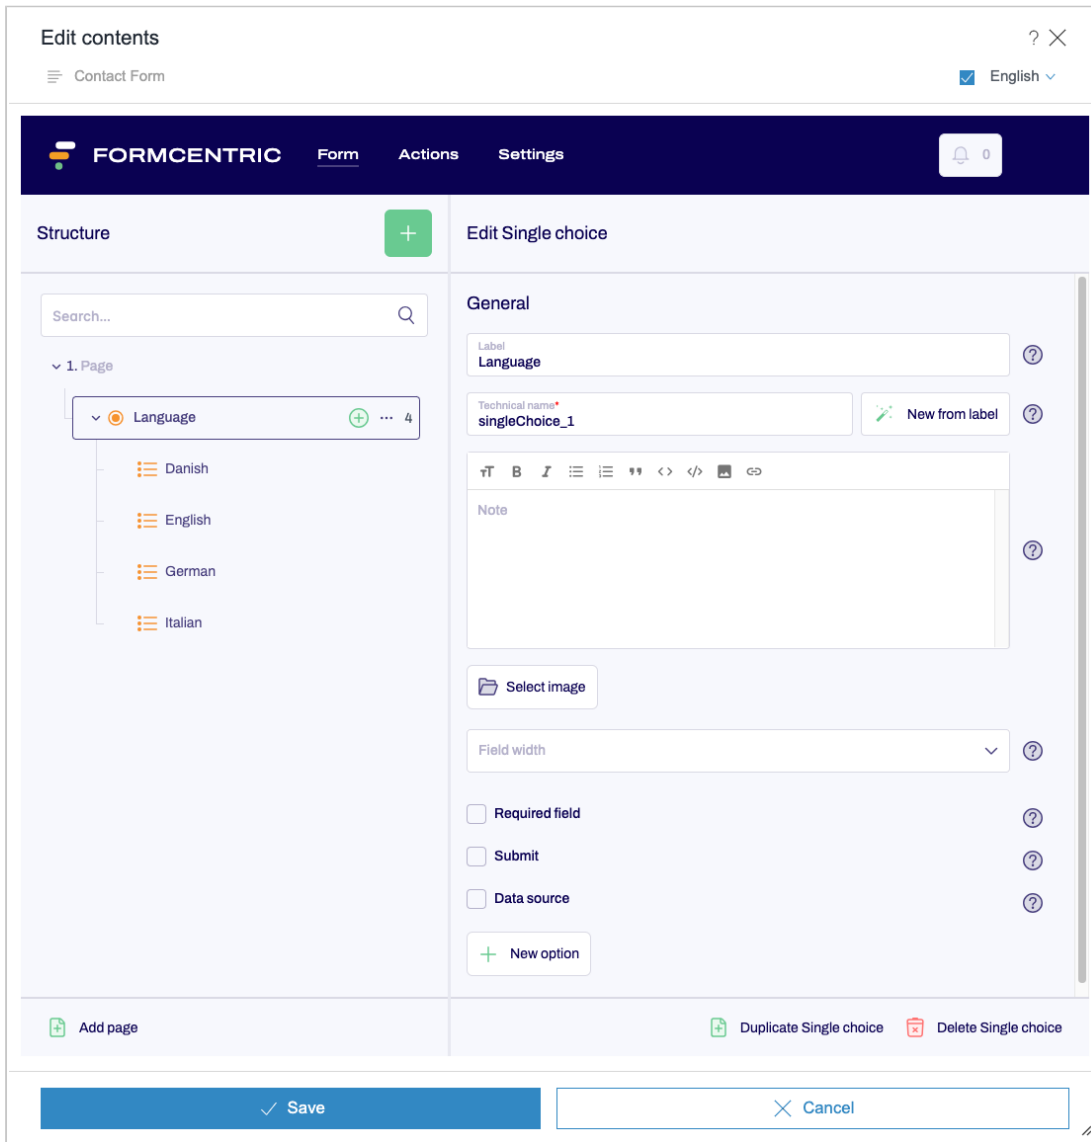 Edit contents
?
Contact Form
English
FORMCENTRIC Form Actions Settings 0
Structure
Edit Single choice
Search...
General
Label
Language
?
1. Page
Language 4
Technical name*
singleChoice_1
New from label
?
Danish
English
German
Italian
Note
?
Select image
Field width
?
Required field
?
Submit
?
Data source
?
New option
Add page
Duplicate Single choice
Delete Single choice
Save
Cancel